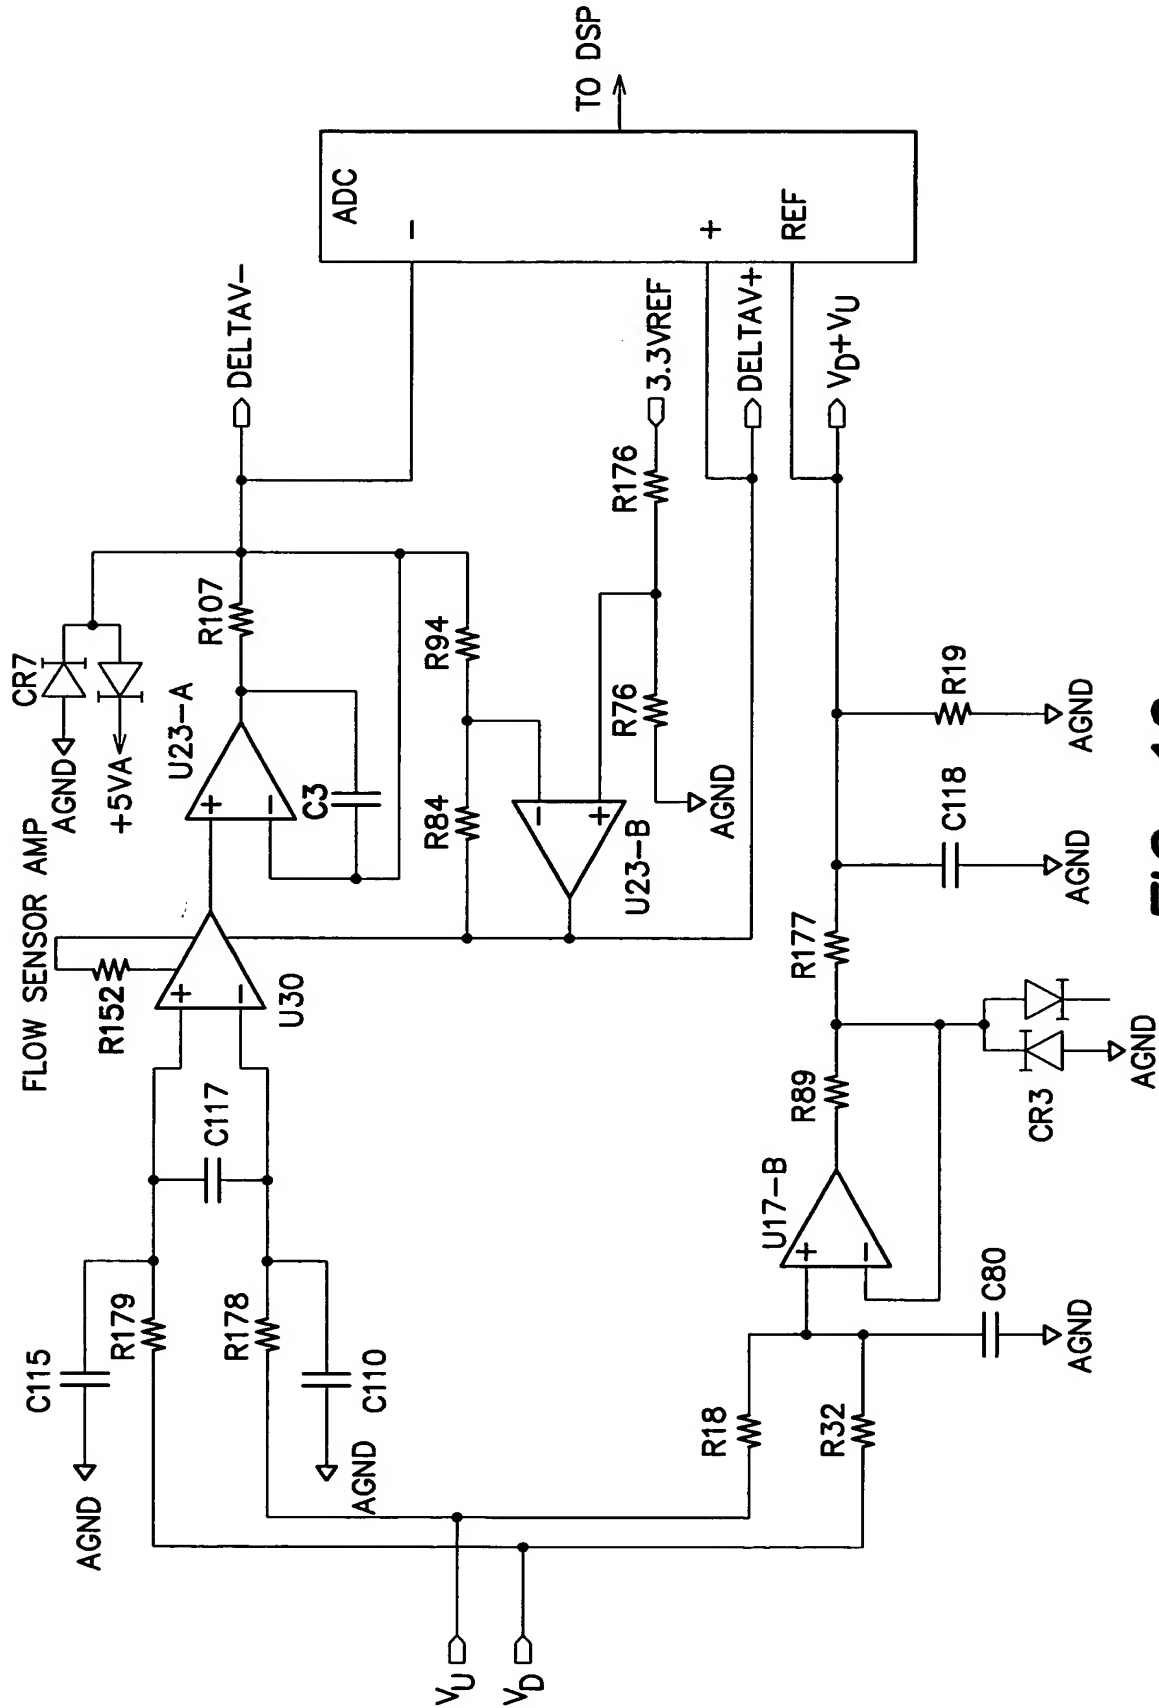 TO DSP
ADC
−
+
REF
DELTAV−
3.3VREF
DELTAV+
VD+VU
R176
R107
R94
R76
R19
AGND
CR7
AGND
+5VA
U23-A
+
−
C3
R84
−
+
U23-B
AGND
C118
AGND
FLOW SENSOR AMP
R152
+
−
U30
R177
R89
CR3
AGND
C117
U17-B
+
−
C80
AGND
C115
R179
R178
C110
AGND
AGND
R18
R32
VU
VD